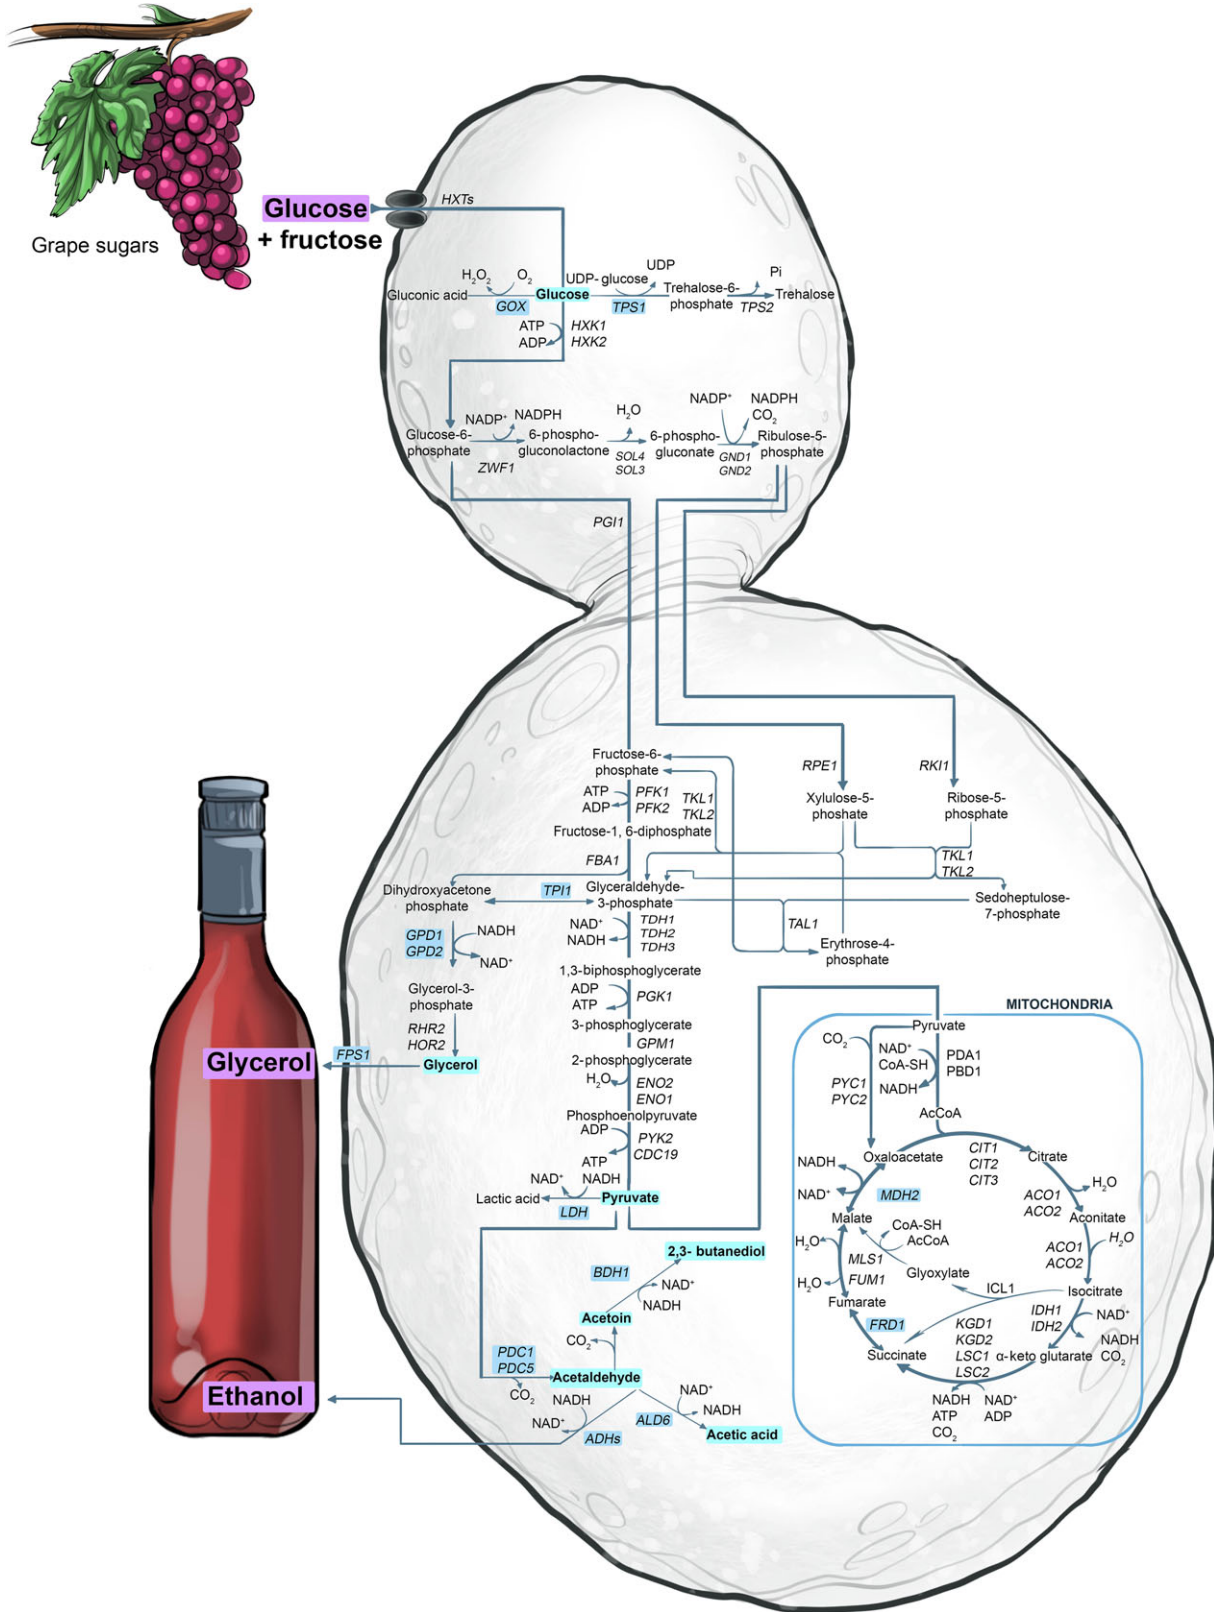 Grape sugars
Glucose
+ fructose
HXTs
H2O2
O2
UDP-glucose
UDP
Pi
Gluconic acid
GOX
Glucose
TPS1
Trehalose-6-
phosphate
TPS2
Trehalose
ATP
ADP
HXK1
HXK2
Glucose-6-
phosphate
NADP⁺
NADPH
ZWF1
6-phospho-
gluconolactone
H2O
SOL4
SOL3
6-phospho-
gluconate
NADP⁺
NADPH
CO2
GND1
GND2
Ribulose-5-
phosphate
PGI1
Fructose-6-
phosphate
ATP
ADP
PFK1
PFK2
TKL1
TKL2
RPE1
Xylulose-5-
phoshate
RKI1
Ribose-5-
phosphate
Fructose-1, 6-diphosphate
FBA1
TKL1
TKL2
Dihydroxyacetone
phosphate
TPI1
Glyceraldehyde-
3-phosphate
Sedoheptulose-
7-phosphate
GPD1
GPD2
NADH
NAD⁺
NAD⁺
NADH
TDH1
TDH2
TDH3
TAL1
Erythrose-4-
phosphate
1,3-biphosphoglycerate
Glycerol-3-
phosphate
ADP
ATP
PGK1
3-phosphoglycerate
RHR2
HOR2
GPM1
Glycerol
FPS1
Glycerol
2-phosphoglycerate
H2O
ENO2
ENO1
Phosphoenolpyruvate
ADP
ATP
PYK2
CDC19
NAD⁺
NADH
Lactic acid
LDH
Pyruvate
2,3- butanediol
BDH1
NAD⁺
NADH
Acetoin
CO2
PDC1
PDC5
CO2
Acetaldehyde
Ethanol
NADH
NAD⁺
ADHs
ALD6
NAD⁺
NADH
Acetic acid
MITOCHONDRIA
Pyruvate
CO2
NAD⁺
CoA-SH
NADH
PDA1
PBD1
PYC1
PYC2
AcCoA
Oxaloacetate
CIT1
CIT2
CIT3
Citrate
NADH
NAD⁺
MDH2
ACO1
ACO2
H2O
Malate
CoA-SH
AcCoA
Aconitate
H2O
H2O
MLS1
FUM1
Glyoxylate
ACO1
ACO2
H2O
ICL1
Isocitrate
Fumarate
FRD1
KGD1
KGD2
LSC1
LSC2
IDH1
IDH2
NAD⁺
NADH
CO2
Succinate
α-keto glutarate
NADH
ATP
CO2
NAD⁺
ADP